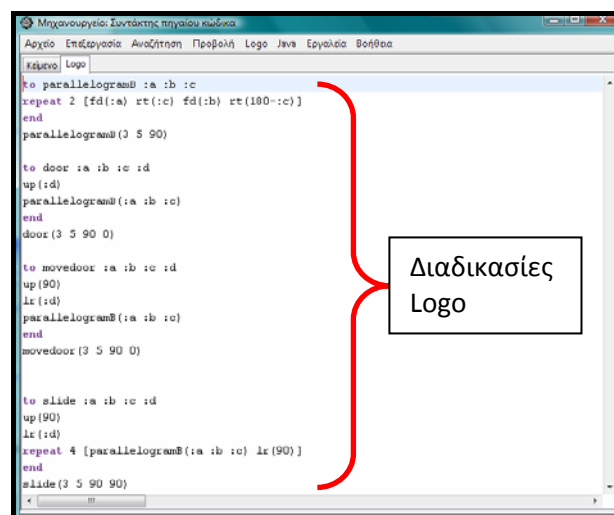 Μηχανουργείο: Συντάκτης πηγαίου κώδικα
Αρχείο Επεξεργασία Αναζήτηση Προβολή Logo Java Εργαλεία Βοήθεια
Κείμενο Logo
to parallelogramB :a :b :c
repeat 2 [fd(:a) rt(:c) fd(:b) rt(180-:c)]
end
parallelogramB(3 5 90)
to door :a :b :c :d
up(:d)
parallelogramB(:a :b :c)
end
door(3 5 90 0)
to movedoor :a :b :c :d
up(90)
lr(:d)
parallelogramB(:a :b :c)
end
movedoor(3 5 90 0)
to slide :a :b :c :d
up(90)
lr(:d)
repeat 4 [parallelogramB(:a :b :c) lr(90)]
end
slide(3 5 90 90)
Διαδικασίες
Logo